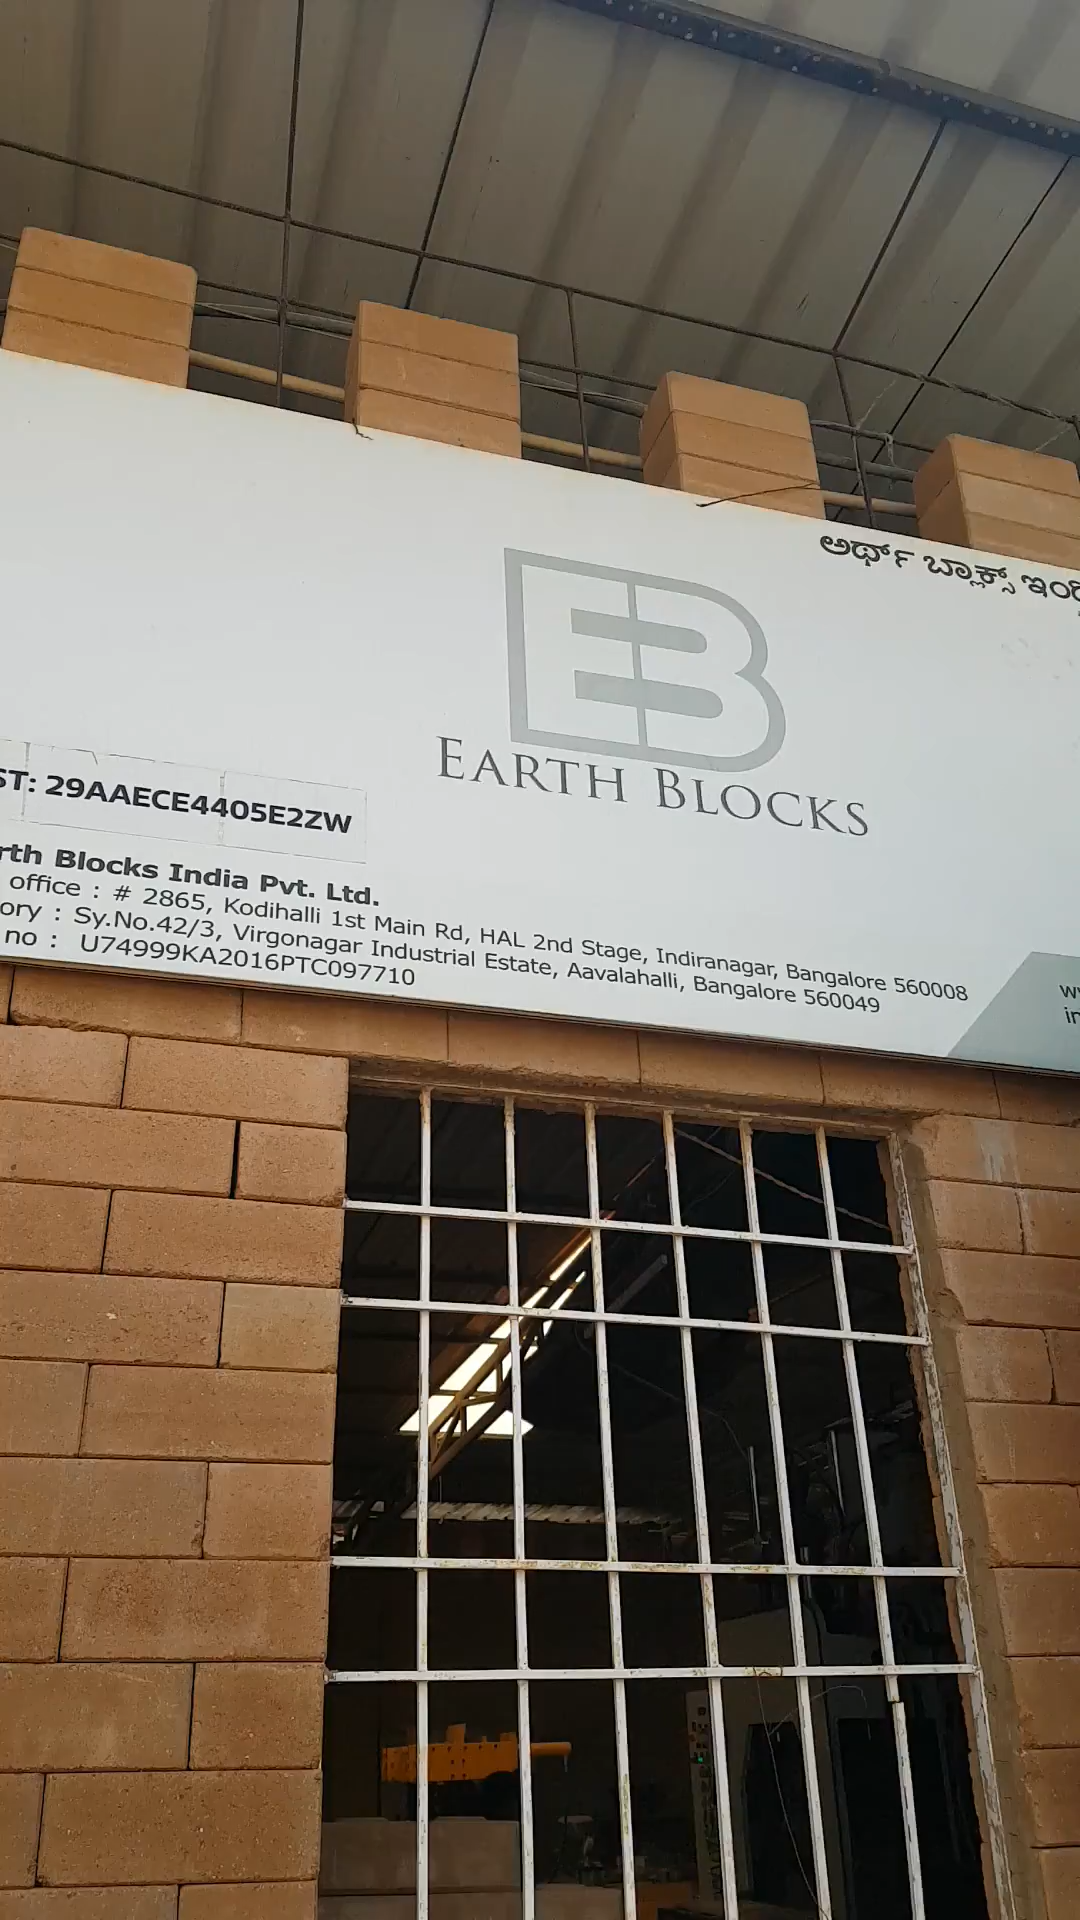 ಅರ್ಥ್ ಬ್ಲಾಕ್ಸ್
EB
EARTH BLOCKS
ST: 29AAECE4405E2ZW
rth Blocks India Pvt. Ltd.
office : # 2865, Kodihalli 1st Main Rd, HAL 2nd Stage, Indiranagar, Bangalore 560008
ory : Sy.No.42/3, Virgonagar Industrial Estate, Aavalahalli, Bangalore 560049
no : U74999KA2016PTC097710